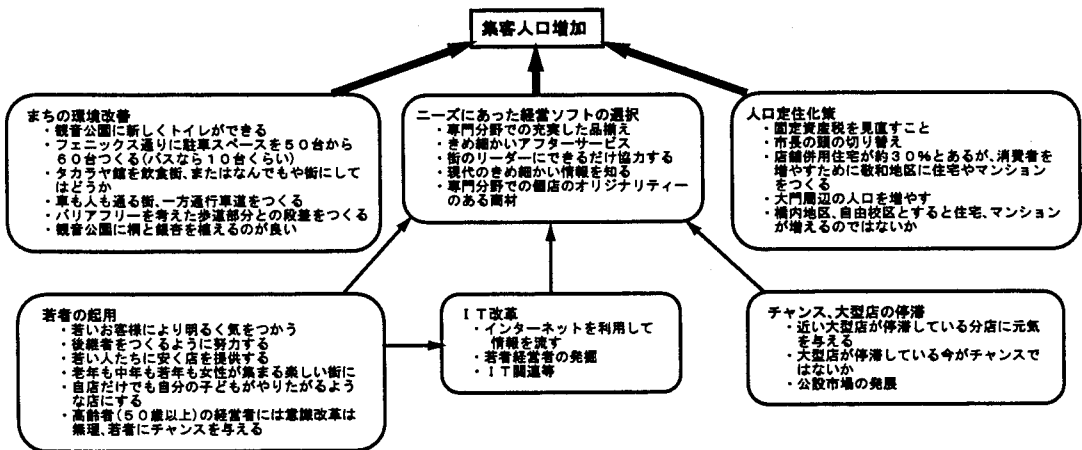 集客人口増加
まちの環境改善
・観音公園に新しくトイレができる
・フェニックス通りに駐車スペースを50台から
60台つくる(バスなら10台くらい)
・タカラヤ館を飲食街、またはなんでもや街にして
はどうか
・車も人も通る街、一方通行車道をつくる
・バリアフリーを考えた歩道部分との段差をつくる
・観音公園に桐と銀杏を植えるのが良い
ニーズにあった経営ソフトの選択
・専門分野での充実した品揃え
・きめ細かいアフターサービス
・街のリーダーにできるだけ協力する
・現代のきめ細かい情報を知る
・専門分野での個店のオリジナリティー
のある商材
人口定住化策
・固定資産税を見直すこと
・市長の頭の切り替え
・店舗併用住宅が約30%とあるが、消費者を
増やすために敬和地区に住宅やマンション
をつくる
・大門周辺の人口を増やす
・橋内地区、自由校区とすると住宅、マンション
が増えるのではないか
若者の起用
・若いお客様により明るく気をつかう
・後継者をつくるように努力する
・若い人たちに安く店を提供する
・老年も中年も若年も女性が集まる楽しい街に
・自店だけでも自分の子どもがやりたがるよう
な店にする
・高齢者(50歳以上)の経営者には意識改革は
無理、若者にチャンスを与える
IT改革
・インターネットを利用して
情報を流す
・若者経営者の発掘
・IT関連等
チャンス、大型店の停滞
・近い大型店が停滞している分店に元気
を与える
・大型店が停滞している今がチャンスで
はないか
・公設市場の発展